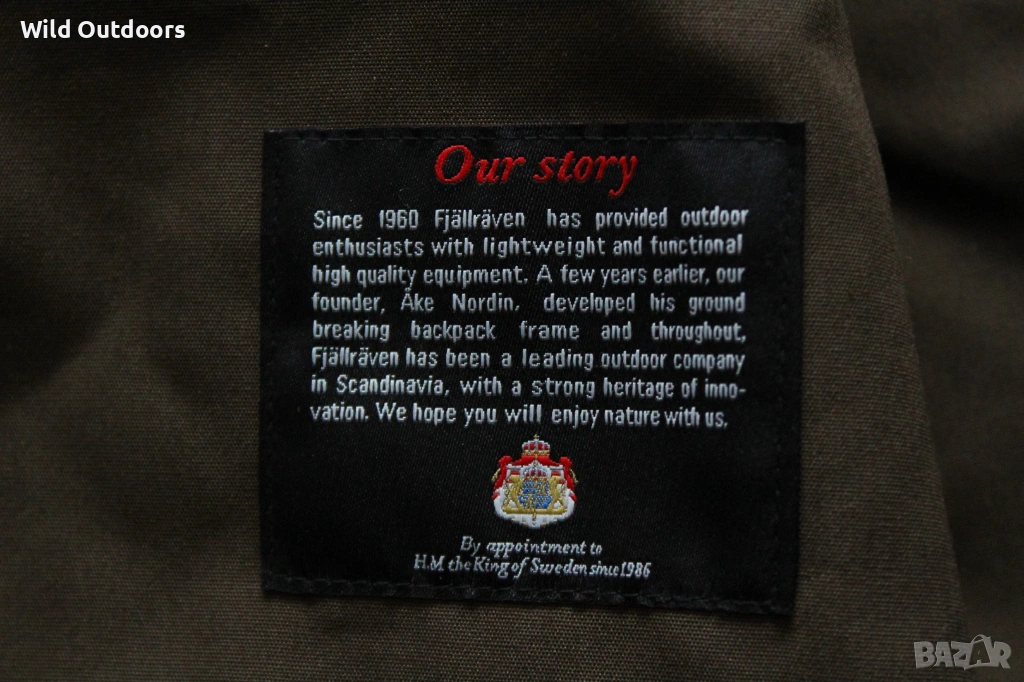 Wild Outdoors
Our story
Since 1960 Fjällräven has provided outdoor
enthusiasts with lightweight and functional
high quality equipment. A few years earlier, our
founder, Åke Nordin, developed his ground
breaking backpack frame and throughout,
Fjällräven has been a leading outdoor company
in Scandinavia, with a strong heritage of inno-
vation. We hope you will enjoy nature with us.
By appointment to
H.M the King of Sweden since 1986
BAZAR